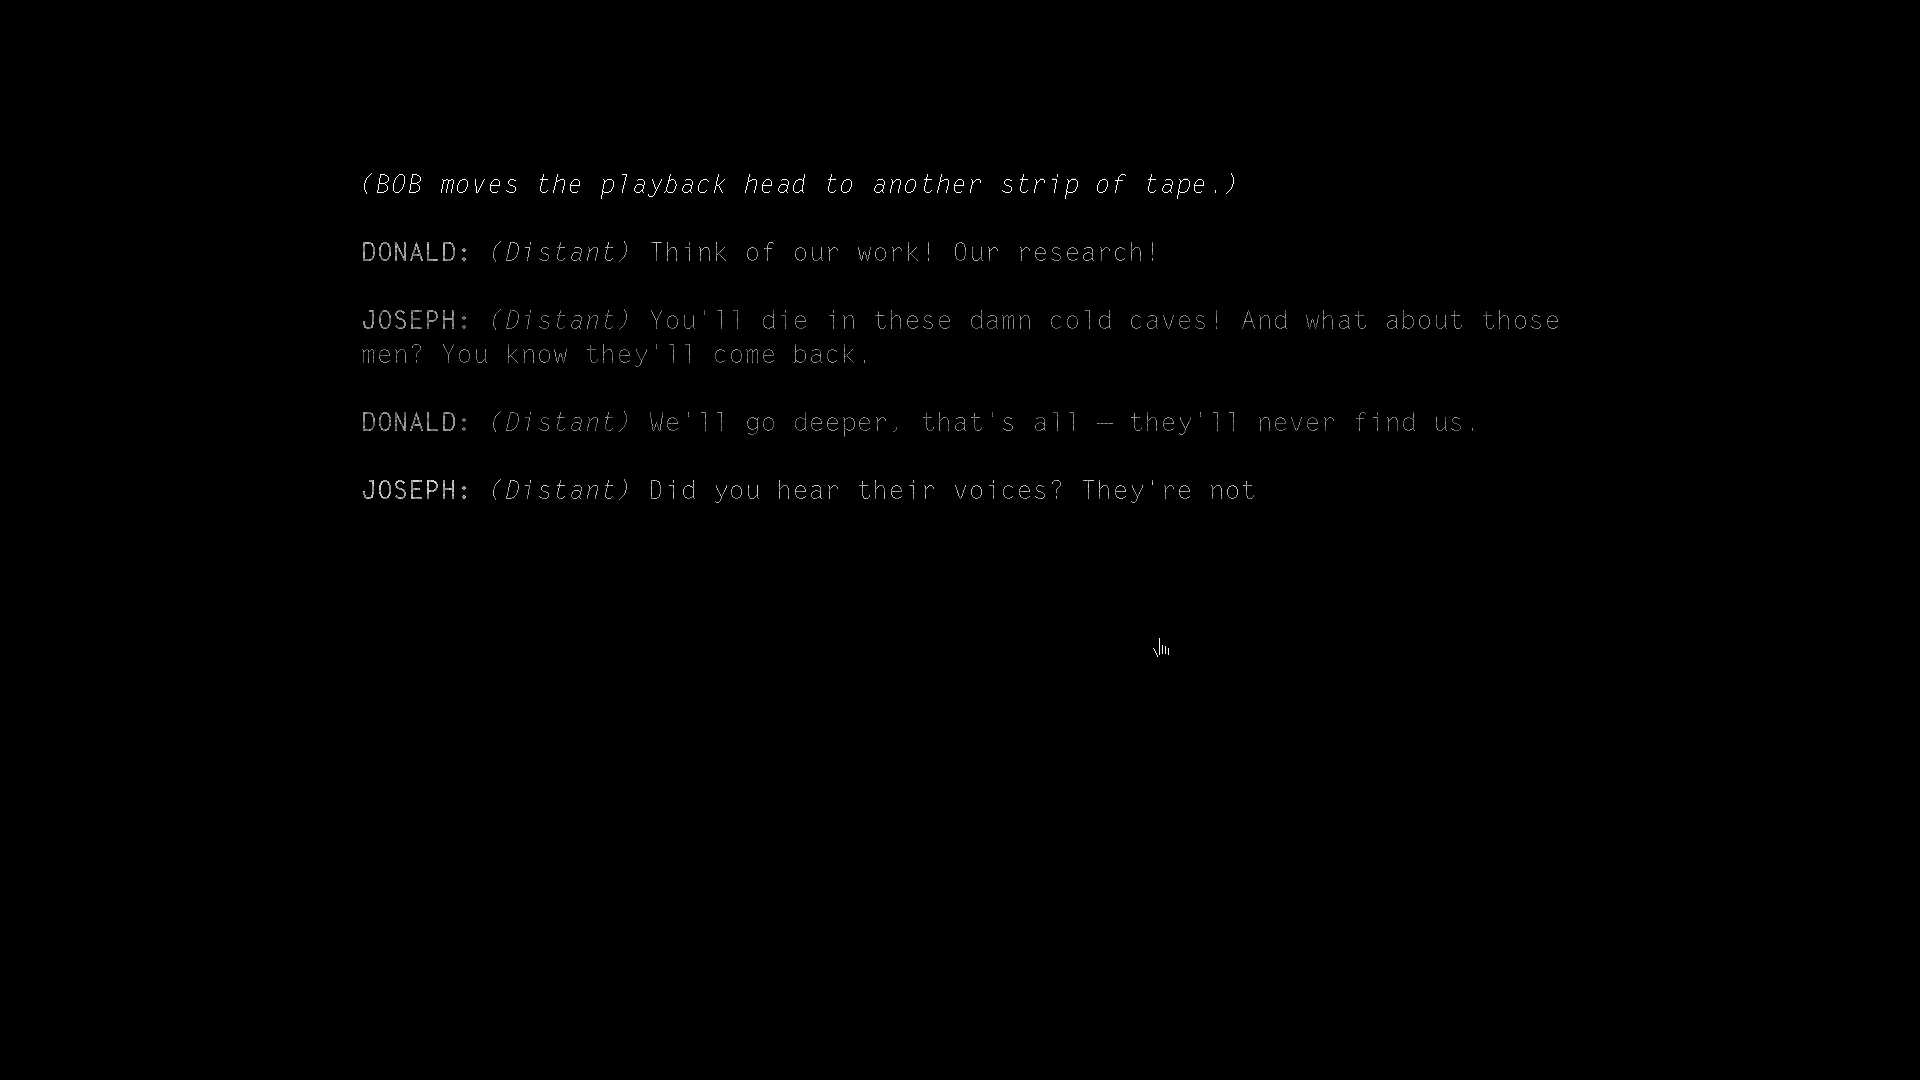 (BOB moves the playback head to another strip of tape.)
DONALD: (Distant) Think of our work! Our research!
JOSEPH: (Distant) You'll die in these damn cold caves! And what about those
men? You know they'll come back.
DONALD: (Distant) We'll go deeper, that's all — they'll never find us.
JOSEPH: (Distant) Did you hear their voices? They're not